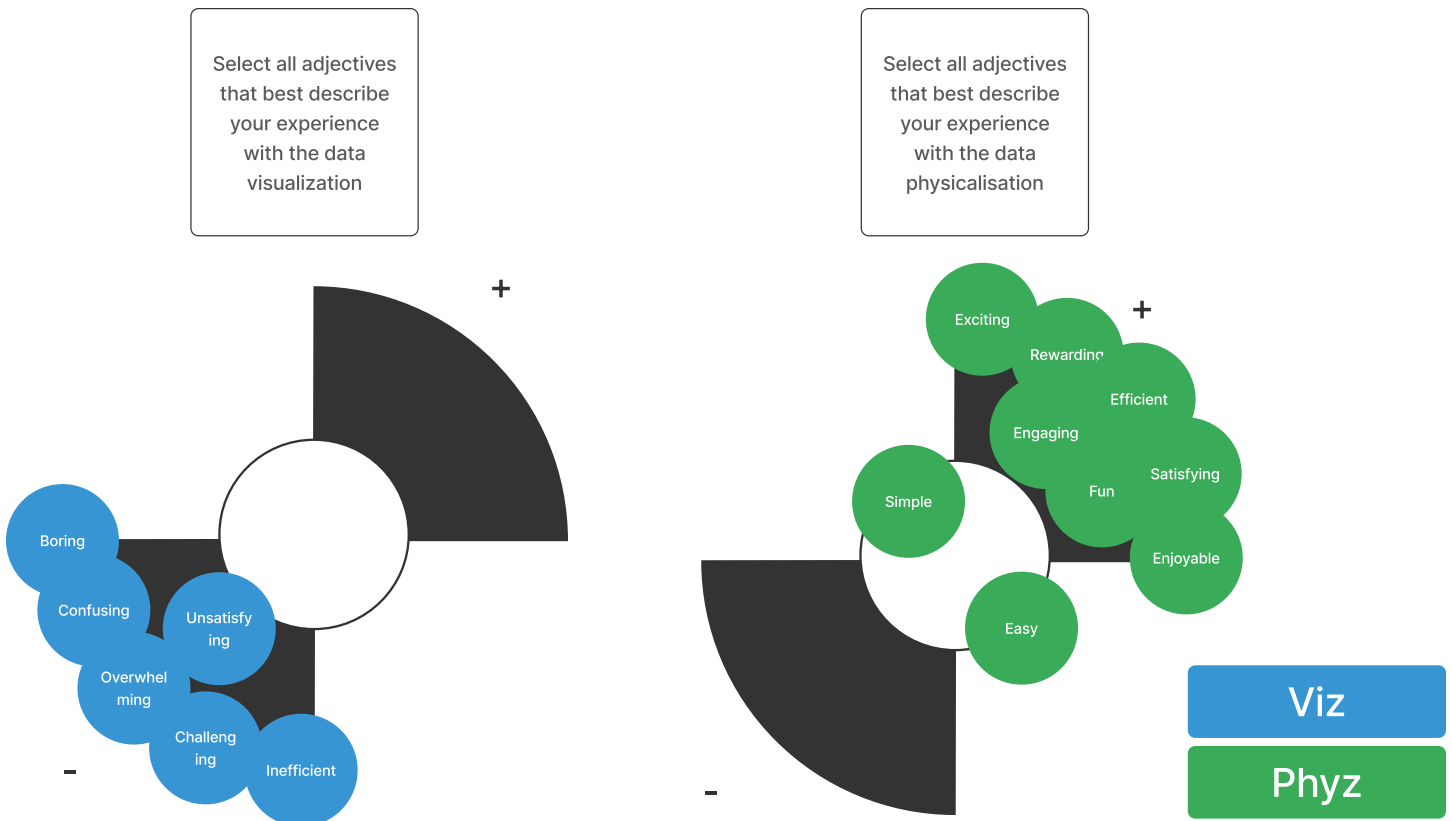 Select all adjectives
that best describe
your experience
with the data
visualization
Select all adjectives
that best describe
your experience
with the data
physicalisation
+
Boring
Confusing
Unsatisfy
ing
Overwhel
ming
Challeng
ing
Inefficient
-
+
Exciting
Rewarding
Efficient
Engaging
Satisfying
Fun
Simple
Enjoyable
Easy
-
Viz
Phyz